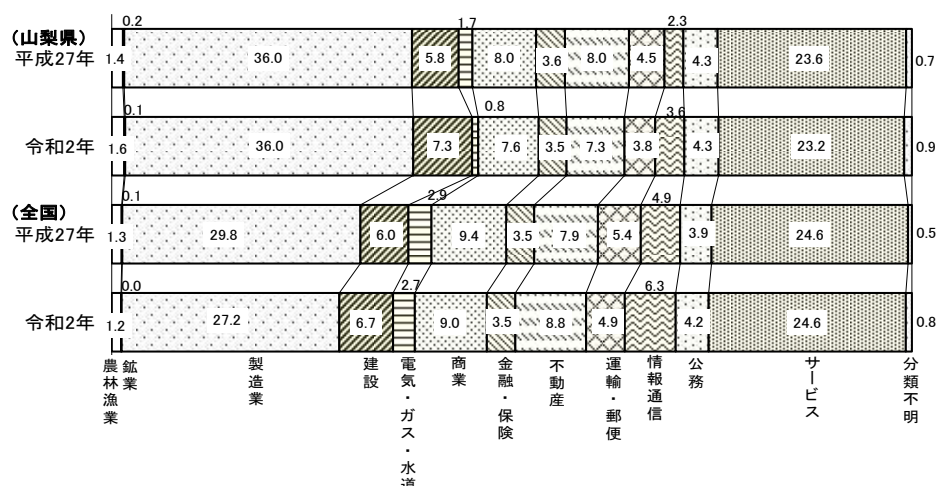 0.2 1.7 2.3
(山梨県)
平成27年 1.4 36.0 5.8 8.0 3.6 8.0 4.5 4.3 23.6 0.7
0.1 0.8 3.6
令和2年 1.6 36.0 7.3 7.6 3.5 7.3 3.8 4.3 23.2 0.9
0.1 2.9 4.9
(全国)
平成27年 1.3 29.8 6.0 9.4 3.5 7.9 5.4 3.9 24.6 0.5
0.0 2.7 6.3
令和2年 1.2 27.2 6.7 9.0 3.5 8.8 4.9 4.2 24.6 0.8
農林漁業
鉱業
製造業
建設
電気・ガス・水道
商業
金融・保険
不動産
運輸・郵便
情報通信
公務
サービス
分類不明